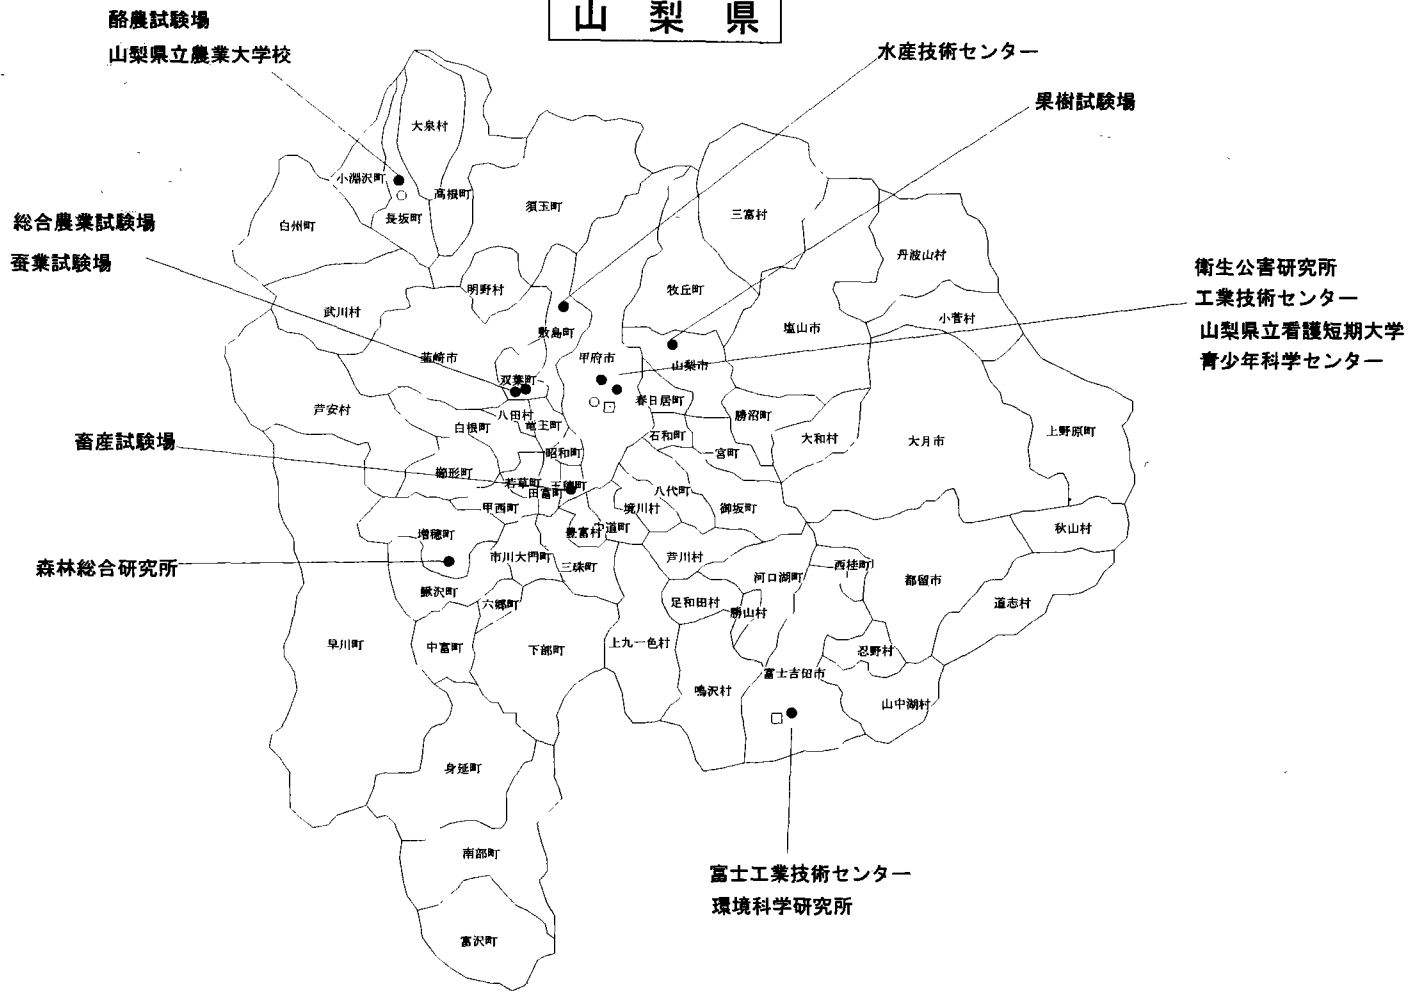 山梨県
酪農試験場
山梨県立農業大学校
水産技術センター
果樹試験場
総合農業試験場
蚕業試験場
衛生公害研究所
工業技術センター
山梨県立看護短期大学
青少年科学センター
畜産試験場
森林総合研究所
富士工業技術センター
環境科学研究所
大泉村
小淵沢町
高根町
長坂町
白州町
須玉町
三富村
丹波山村
明野村
牧丘町
武川村
敷島町
塩山市
小菅村
韮崎市
甲府市
山梨市
双葉町
芦安村
春日居町
八田村
白根町
竜王町
勝沼町
石和町
大和村
大月市
上野原町
昭和町
一宮町
櫛形町
若草町
田富町
玉穂町
八代町
甲西町
境川村
御坂町
増穂町
豊富村
中道町
秋山村
市川大門町
三珠町
芦川村
河口湖町
西桂町
都留市
鰍沢町
六郷町
足和田村
勝山村
道志村
早川町
中富町
下部町
上九一色村
忍野村
富士吉田市
鳴沢村
山中湖村
身延町
南部町
富沢町